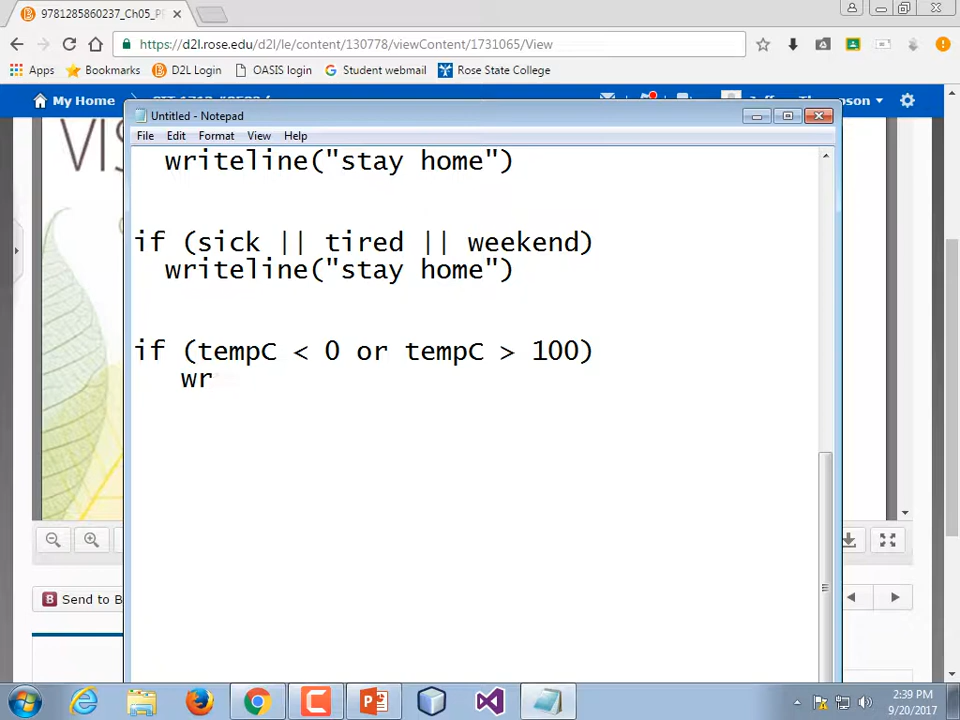 9781285860237_Ch05_P
https://d2l.rose.edu/d2l/le/content/130778/viewContent/1731065/View
Apps Bookmarks D2L Login OASIS login Student webmail Rose State College
My Home
Untitled - Notepad
File Edit Format View Help
VIS
writeline("stay home")
if (sick || tired || weekend)
writeline("stay home")
if (tempC < 0 or tempC > 100)
wr
Send to B
2:39 PM
9/20/2017